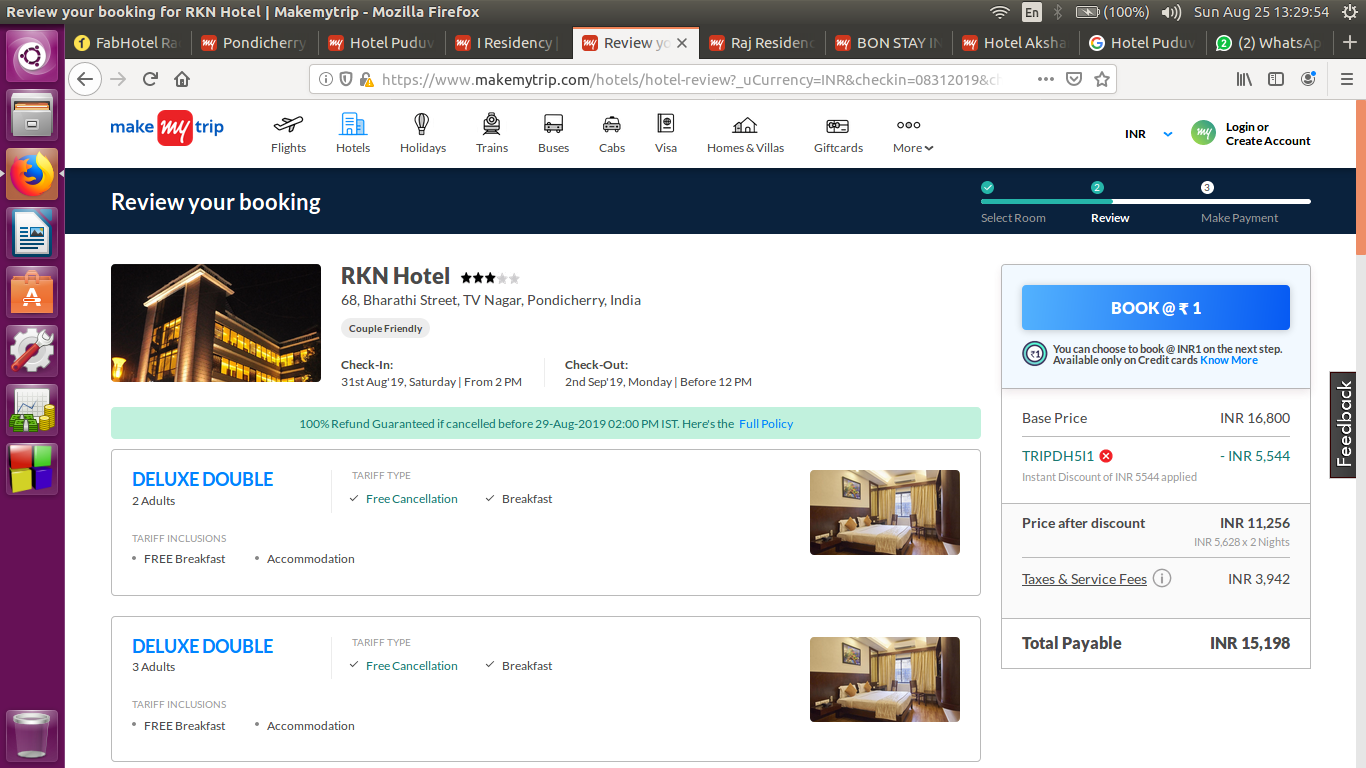 Review your booking for RKN Hotel | Makemytrip - Mozilla Firefox
En
(100%)
Sun Aug 25 13:29:54
FabHotel Ra
Pondicherry
Hotel Puduv
I Residency
Review yo
Raj Residenc
BON STAY IN
Hotel Aksha
Hotel Puduv
(2) WhatsAp
https://www.makemytrip.com/hotels/hotel-review?_uCurrency=INR&checkin=08312019&c
make my trip
Flights
Hotels
Holidays
Trains
Buses
Cabs
Visa
Homes & Villas
Giftcards
More
INR
my
Login or
Create Account
Review your booking
2
3
Select Room
Review
Make Payment
RKN Hotel
68, Bharathi Street, TV Nagar, Pondicherry, India
Couple Friendly
Check-In:
31st Aug'19, Saturday | From 2 PM
Check-Out:
2nd Sep'19, Monday | Before 12 PM
100% Refund Guaranteed if cancelled before 29-Aug-2019 02:00 PM IST. Here's the Full Policy
DELUXE DOUBLE
2 Adults
TARIFF TYPE
Free Cancellation
Breakfast
TARIFF INCLUSIONS
• FREE Breakfast
• Accommodation
DELUXE DOUBLE
3 Adults
TARIFF TYPE
Free Cancellation
Breakfast
TARIFF INCLUSIONS
• FREE Breakfast
• Accommodation
BOOK @ ₹ 1
₹1
You can choose to book @ INR1 on the next step.
Available only on Credit cards Know More
Base Price INR 16,800
TRIPDH5I1 - INR 5,544
Instant Discount of INR 5544 applied
Price after discount INR 11,256
INR 5,628 x 2 Nights
Taxes & Service Fees INR 3,942
Total Payable INR 15,198
Feedback